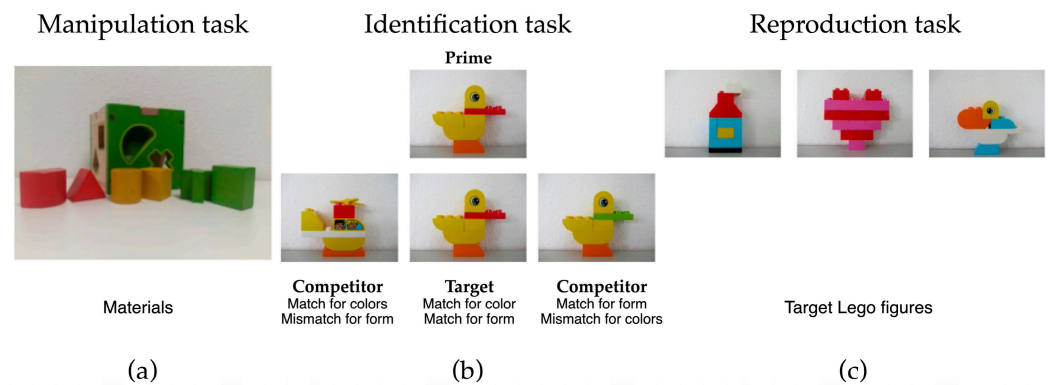 Manipulation task
Identification task
Reproduction task
Prime
Competitor
Match for colors
Mismatch for form
Target
Match for color
Match for form
Competitor
Match for form
Mismatch for colors
Materials
Target Lego figures
(a)
(b)
(c)